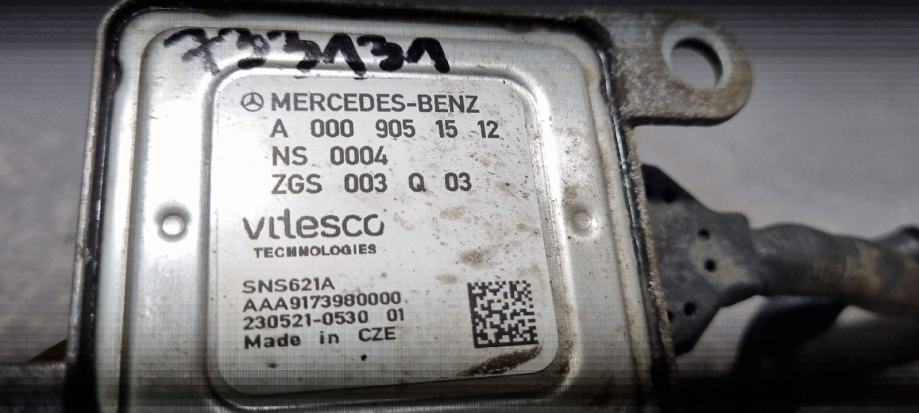 733131
MERCEDES-BENZ
A 000 905 15 12
NS 0004
ZGS 003 Q 03
vitesco
TECHNOLOGIES
SNS621A
AAA9173980000
230521-0530 01
Made in CZE